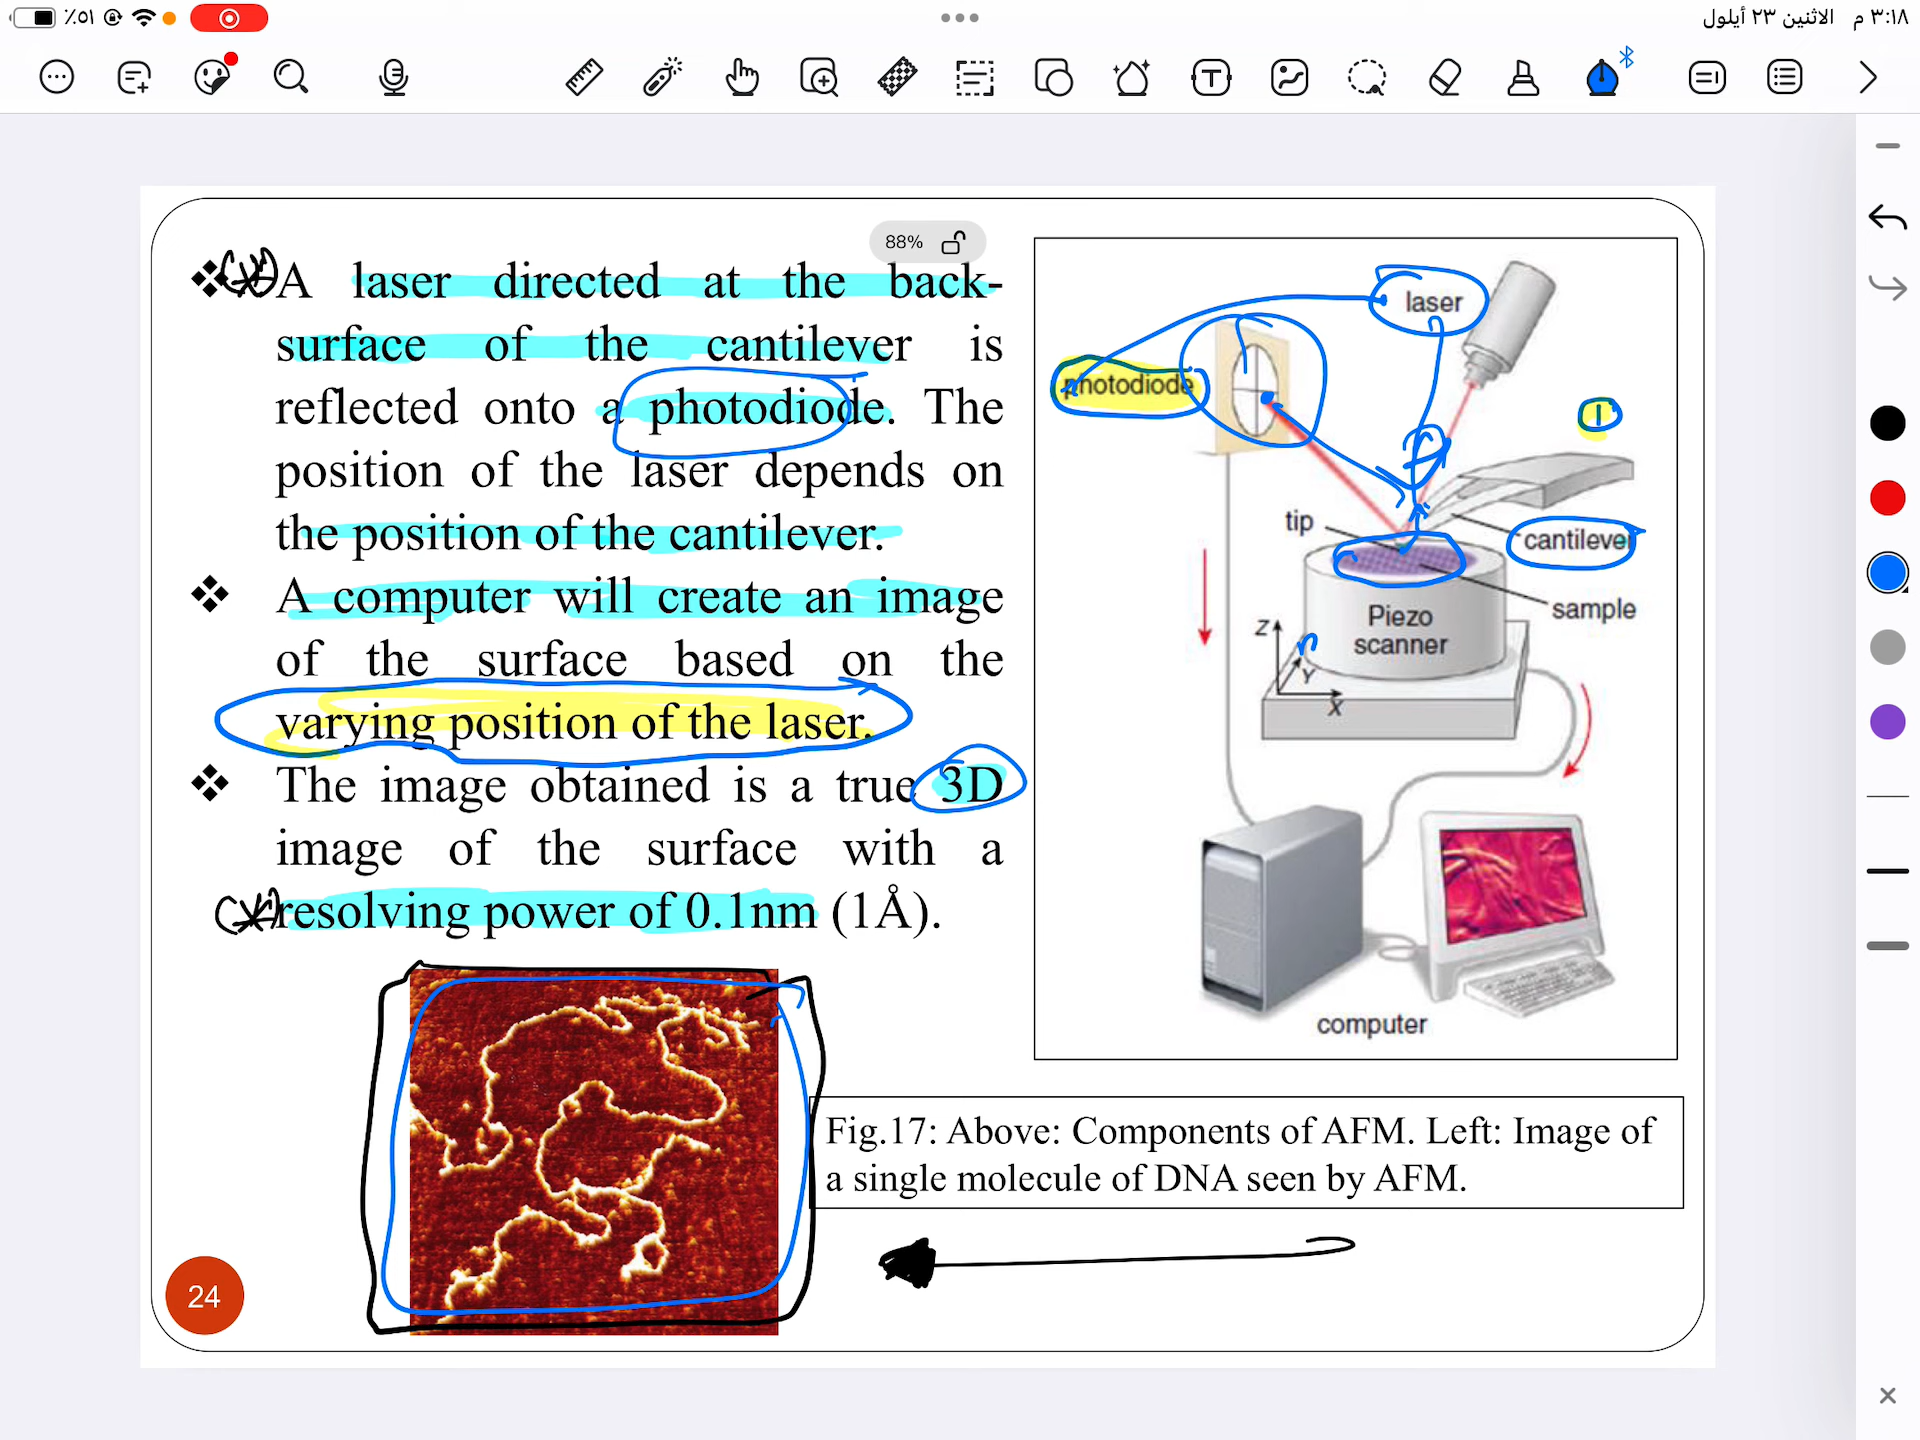 ٪٥١
٣:١٨ م الاثنين ٢٣ أيلول
88%
❖ A laser directed at the back-
surface of the cantilever is
reflected onto a photodiode. The
position of the laser depends on
the position of the cantilever.
❖ A computer will create an image
of the surface based on the
varying position of the laser.
❖ The image obtained is a true 3D
image of the surface with a
resolving power of 0.1nm (1Å).
laser
photodiode
1
tip
cantilever
sample
Piezo
scanner
Z
Y
X
computer
Fig.17: Above: Components of AFM. Left: Image of
a single molecule of DNA seen by AFM.
24